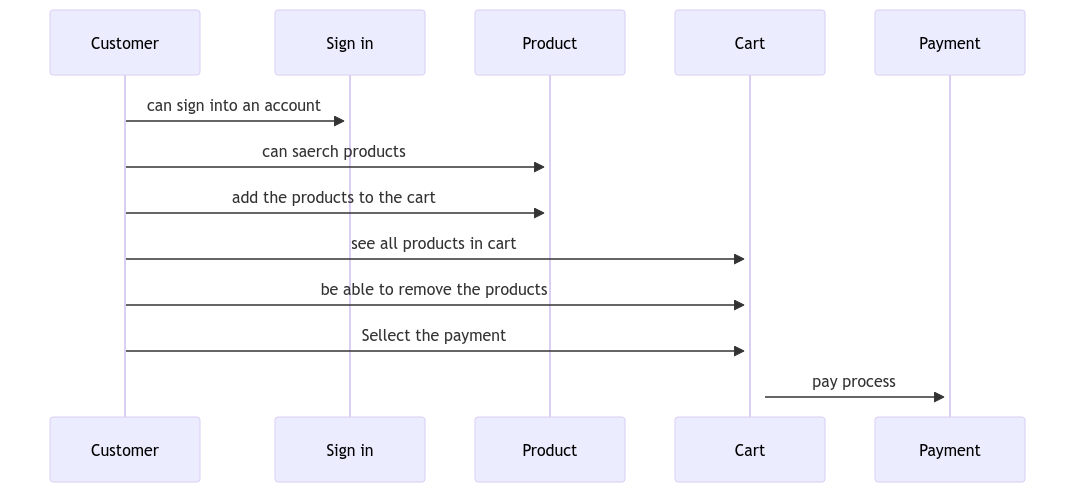 Customer
Sign in
Product
Cart
Payment
can sign into an account
can saerch products
add the products to the cart
see all products in cart
be able to remove the products
Sellect the payment
pay process
Customer
Sign in
Product
Cart
Payment